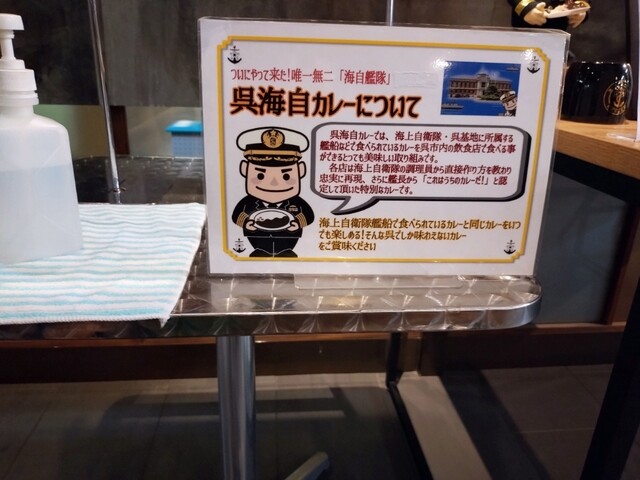 ついにやって来た!唯一無二「海自艦隊」
呉海自カレーについて
呉海自カレーでは、海上自衛隊・呉基地に所属する
艦船などで食べられているカレーを呉市内の飲食店で食べる事
ができるとっても美味しい取り組みです。
各店は海上自衛隊の調理員から直接作り方を教わり
忠実に再現、さらに艦長から「これはうちのカレーだ!」と認
定して頂いた特別なカレーです。
海上自衛隊艦船で食べられているカレーと同じカレーをいつ
でも楽しめる!そんな呉でしか味わえないカレー
をご賞味ください